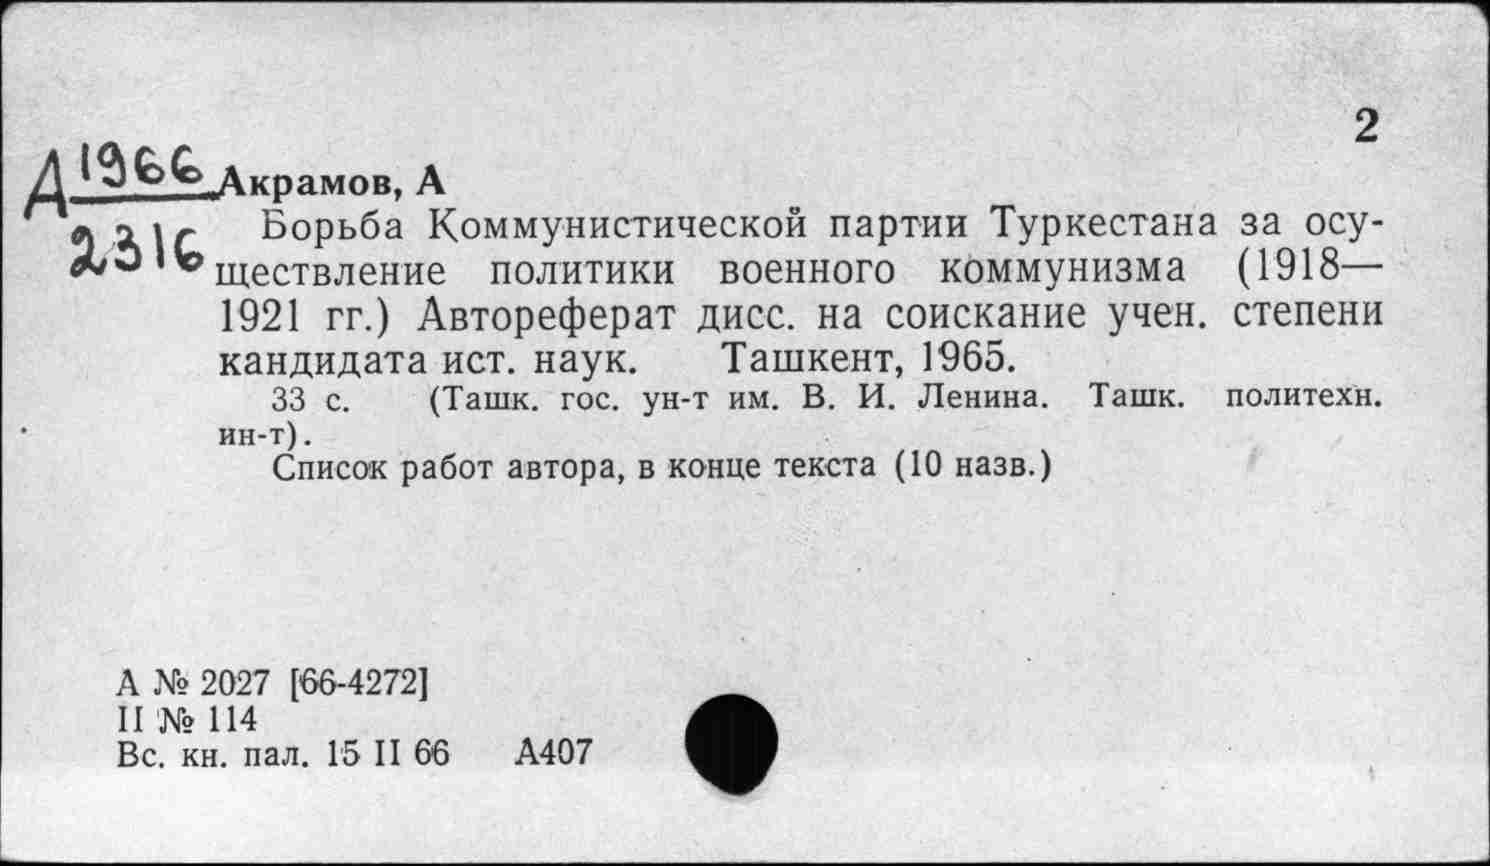 2
Д 1966 Акрамов, А
2316 Борьба Коммунистической партии Туркестана за осу-
ществление политики военного коммунизма (1918—
1921 гг.) Автореферат дисс. на соискание учен. степени
кандидата ист. наук. Ташкент, 1965.
33 с. (Ташк. гос. ун-т им. В. И. Ленина. Ташк. политехн.
ин-т).
Список работ автора, в конце текста (10 назв.)
А № 2027 [66-4272]
II № 114
Вс. кн. пал. 15 II 66 А407